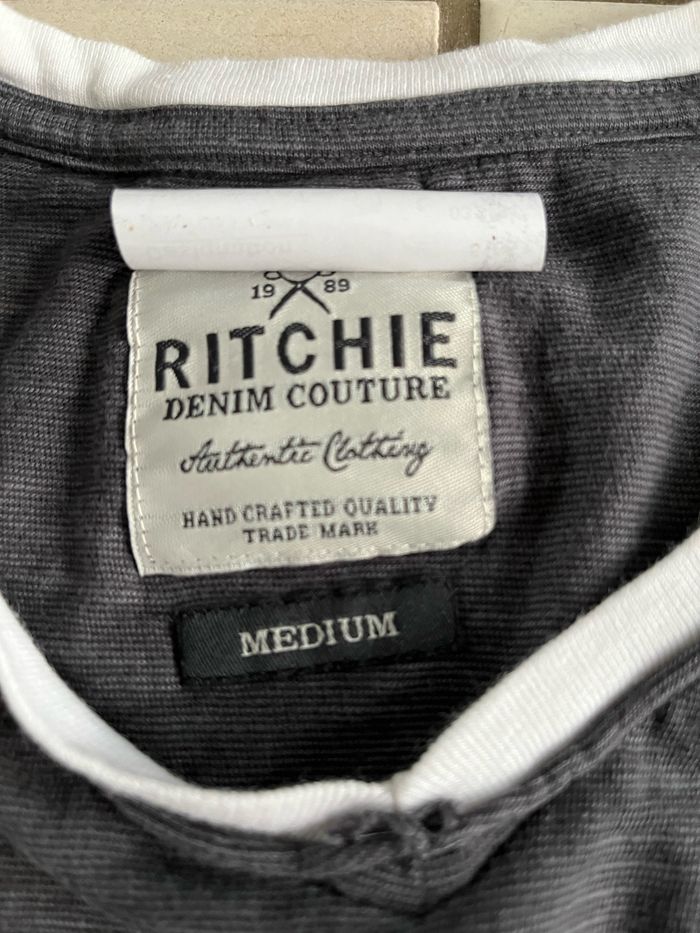 19 89
RITCHIE
DENIM COUTURE
Authentic Clothing
HAND CRAFTED QUALITY
TRADE MARK
MEDIUM